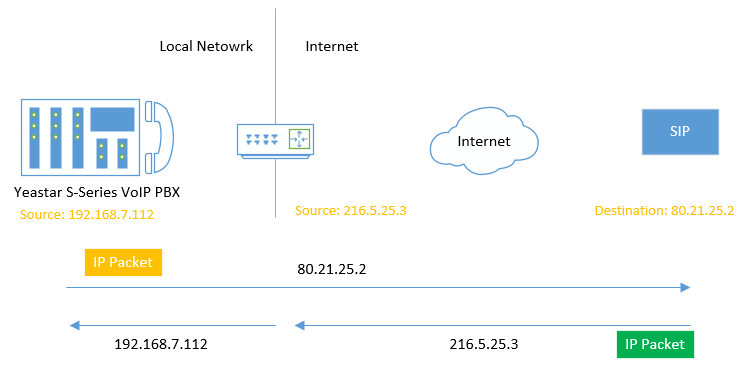 Local Netowrk
Internet
Internet
SIP
Yeastar S-Series VoIP PBX
Source: 192.168.7.112
Source: 216.5.25.3
Destination: 80.21.25.2
IP Packet
80.21.25.2
192.168.7.112
216.5.25.3
IP Packet